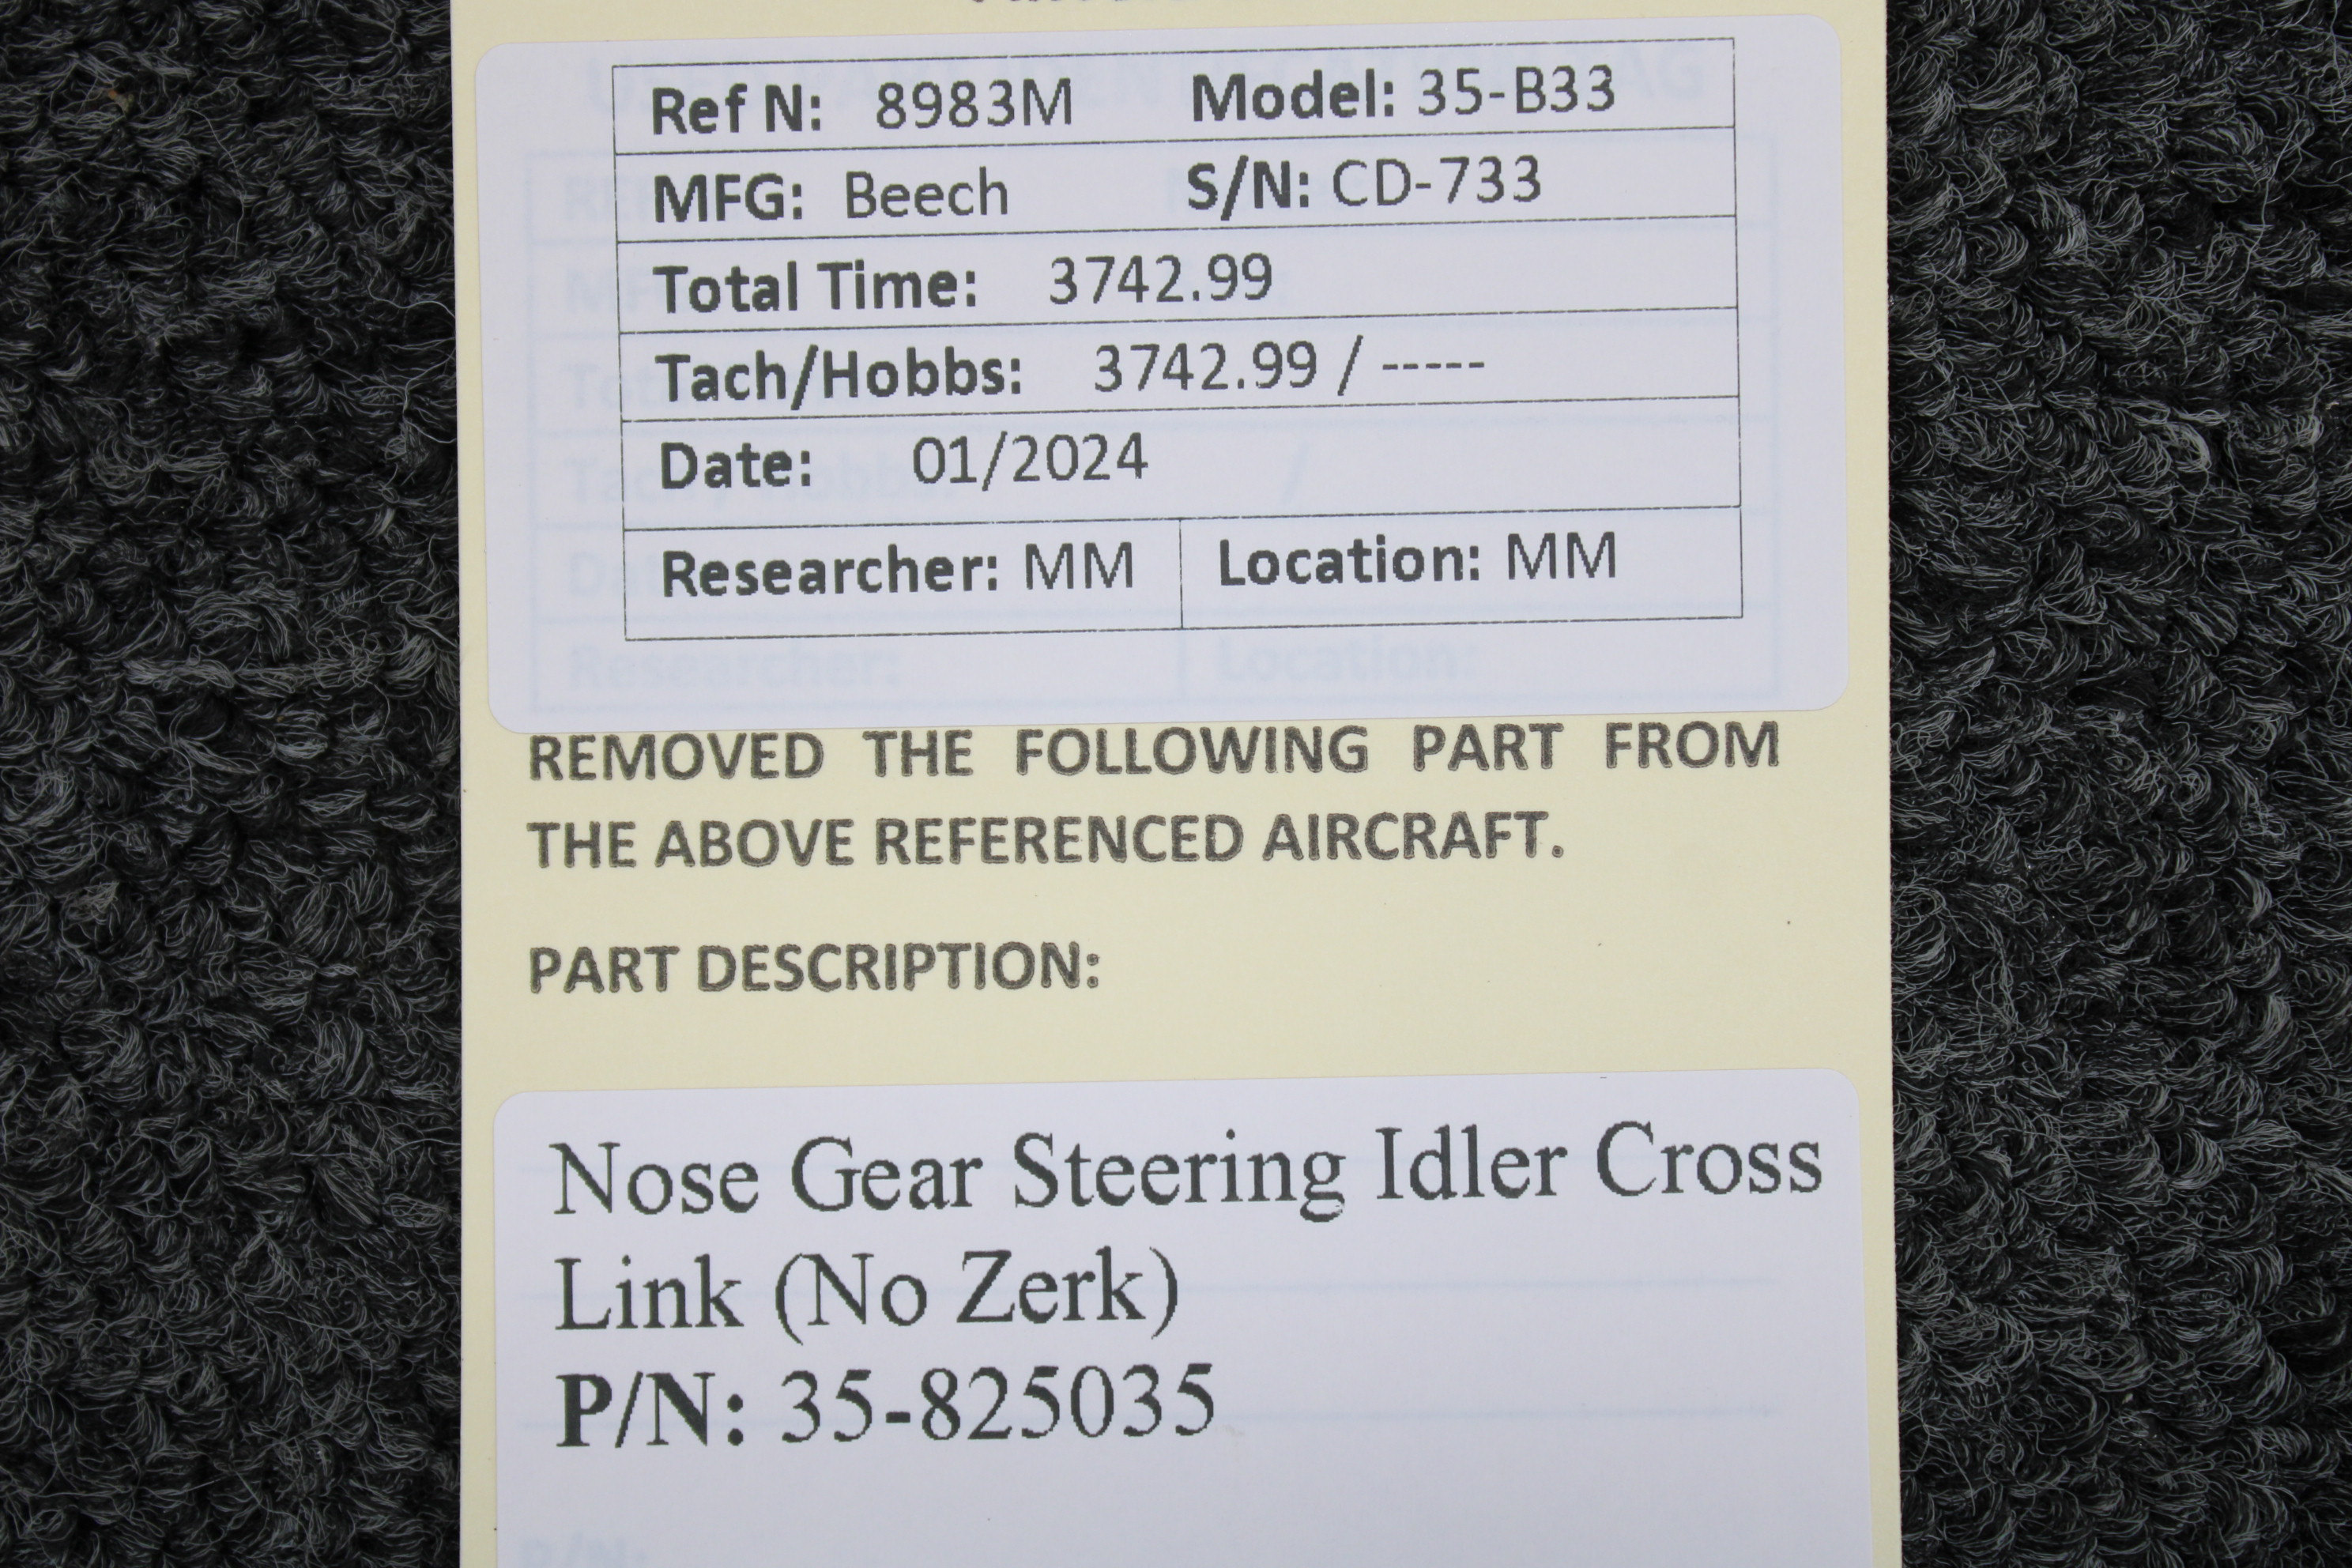 Ref N: 8983M Model: 35-B33
MFG: Beech S/N: CD-733
Total Time: 3742.99
Tach/Hobbs: 3742.99 / -----
Date: 01/2024
Researcher: MM Location: MM
Researcher: Location:
REMOVED THE FOLLOWING PART FROM
THE ABOVE REFERENCED AIRCRAFT.
PART DESCRIPTION:
Nose Gear Steering Idler Cross
Link (No Zerk)
P/N: 35-825035
P/N: